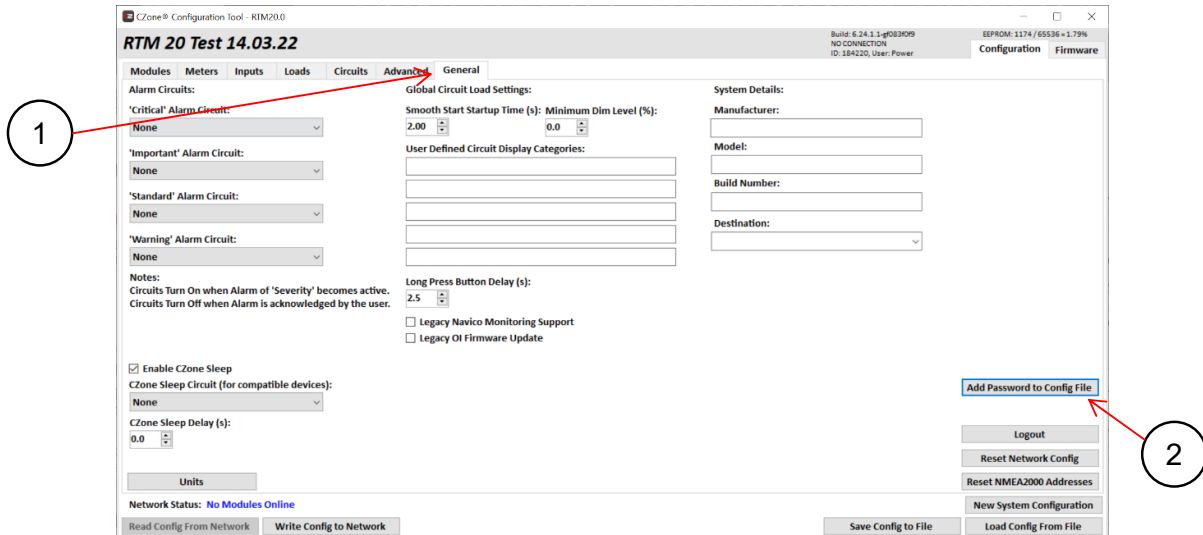 CZone® Configuration Tool - RTM20.0
RTM 20 Test 14.03.22
Build: 6.24.1.1-gf083f0f9
NO CONNECTION
ID: 184220, User: Power
EEPROM: 1174 / 65536 = 1.79%
Configuration Firmware
Modules Meters Inputs Loads Circuits Advanced General
Alarm Circuits:
'Critical' Alarm Circuit:
None
'Important' Alarm Circuit:
None
'Standard' Alarm Circuit:
None
'Warning' Alarm Circuit:
None
Notes:
Circuits Turn On when Alarm of 'Severity' becomes active.
Circuits Turn Off when Alarm is acknowledged by the user.
Enable CZone Sleep
CZone Sleep Circuit (for compatible devices):
None
CZone Sleep Delay (s):
0.0
Units
Global Circuit Load Settings:
Smooth Start Startup Time (s): Minimum Dim Level (%):
2.00 0.0
User Defined Circuit Display Categories:
Long Press Button Delay (s):
2.5
Legacy Navico Monitoring Support
Legacy OI Firmware Update
System Details:
Manufacturer:
Model:
Build Number:
Destination:
Add Password to Config File
Logout
Reset Network Config
Reset NMEA2000 Addresses
Network Status: No Modules Online
New System Configuration
Read Config From Network Write Config to Network Save Config to File Load Config From File
1
2